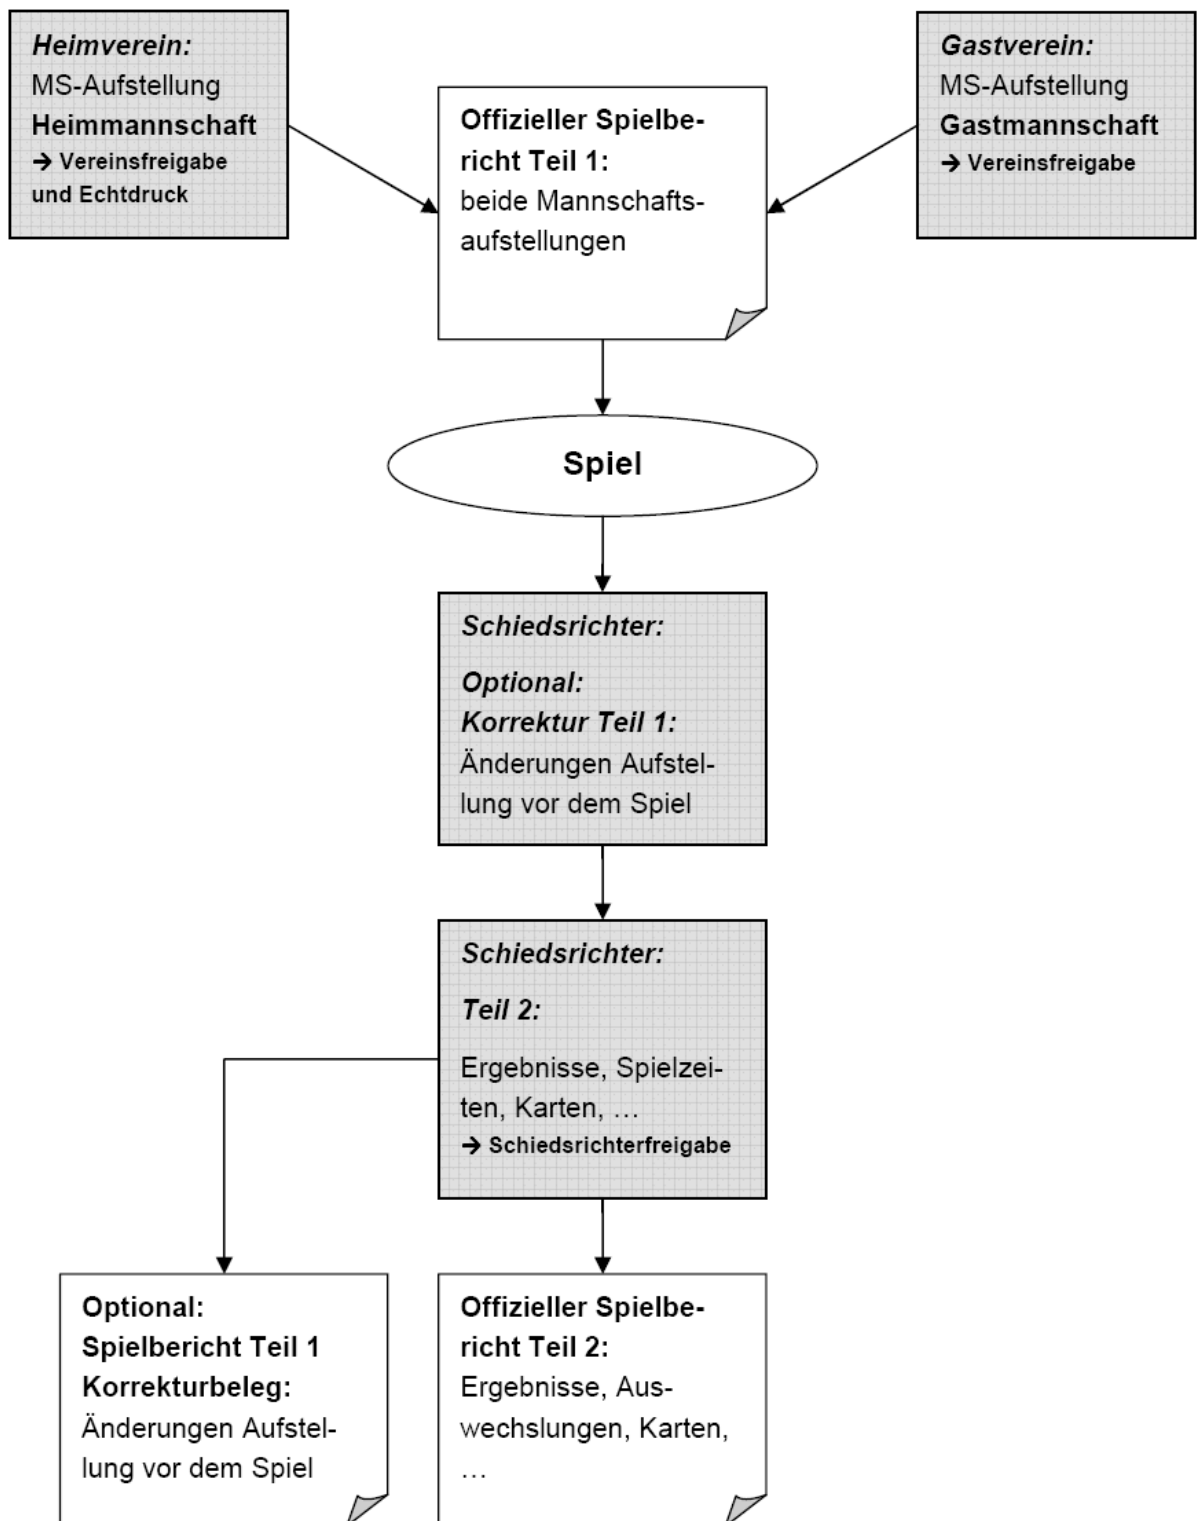 Heimverein:
MS-Aufstellung
Heimmannschaft
→ Vereinsfreigabe
und Echtdruck
Offizieller Spielbe-
richt Teil 1:
beide Mannschafts-
aufstellungen
Gastverein:
MS-Aufstellung
Gastmannschaft
→ Vereinsfreigabe
Spiel
Schiedsrichter:
Optional:
Korrektur Teil 1:
Änderungen Aufstel-
lung vor dem Spiel
Schiedsrichter:
Teil 2:
Ergebnisse, Spielzei-
ten, Karten, …
→ Schiedsrichterfreigabe
Optional:
Spielbericht Teil 1
Korrekturbeleg:
Änderungen Aufstel-
lung vor dem Spiel
Offizieller Spielbe-
richt Teil 2:
Ergebnisse, Aus-
wechslungen, Karten,
…